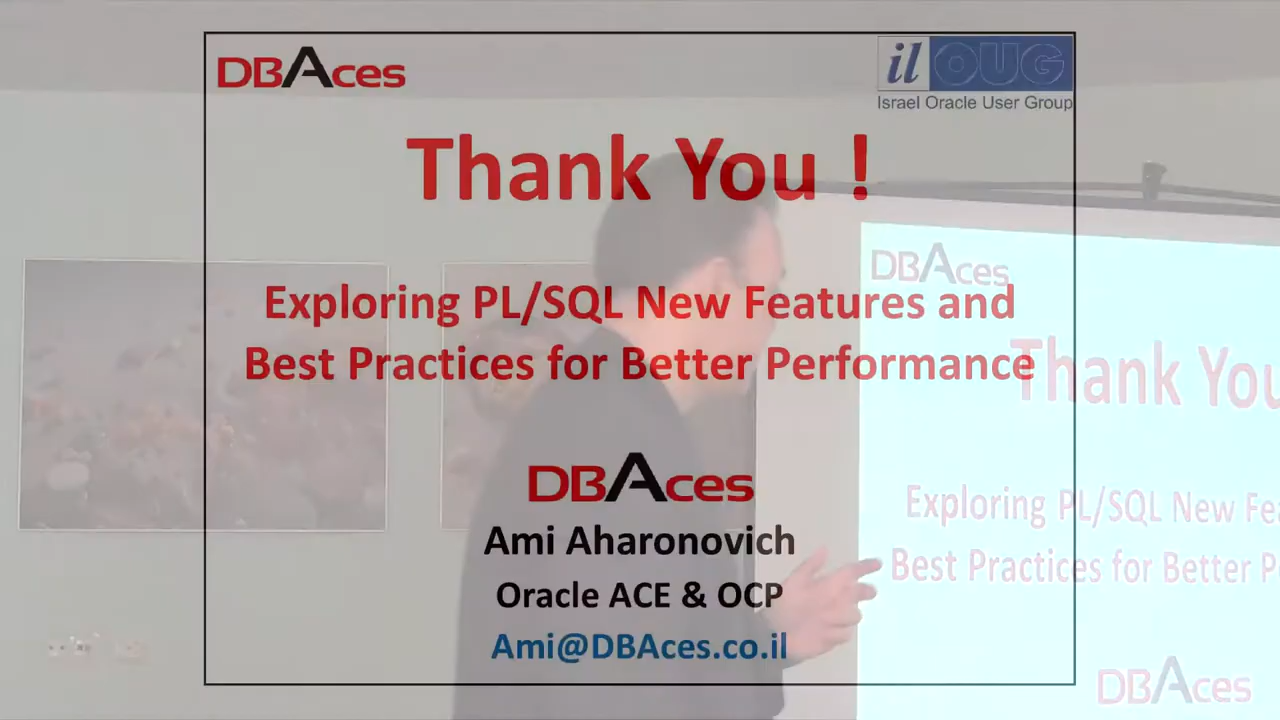 DBAces
il OUG
Israel Oracle User Group
Thank You !
Exploring PL/SQL New Features and
Best Practices for Better Performance
DBAces
Ami Aharonovich
Oracle ACE & OCP
Ami@DBAces.co.il
DBAces
Thank You
Exploring PL/SQL New Fe
Best Practices for Better P
DBAces